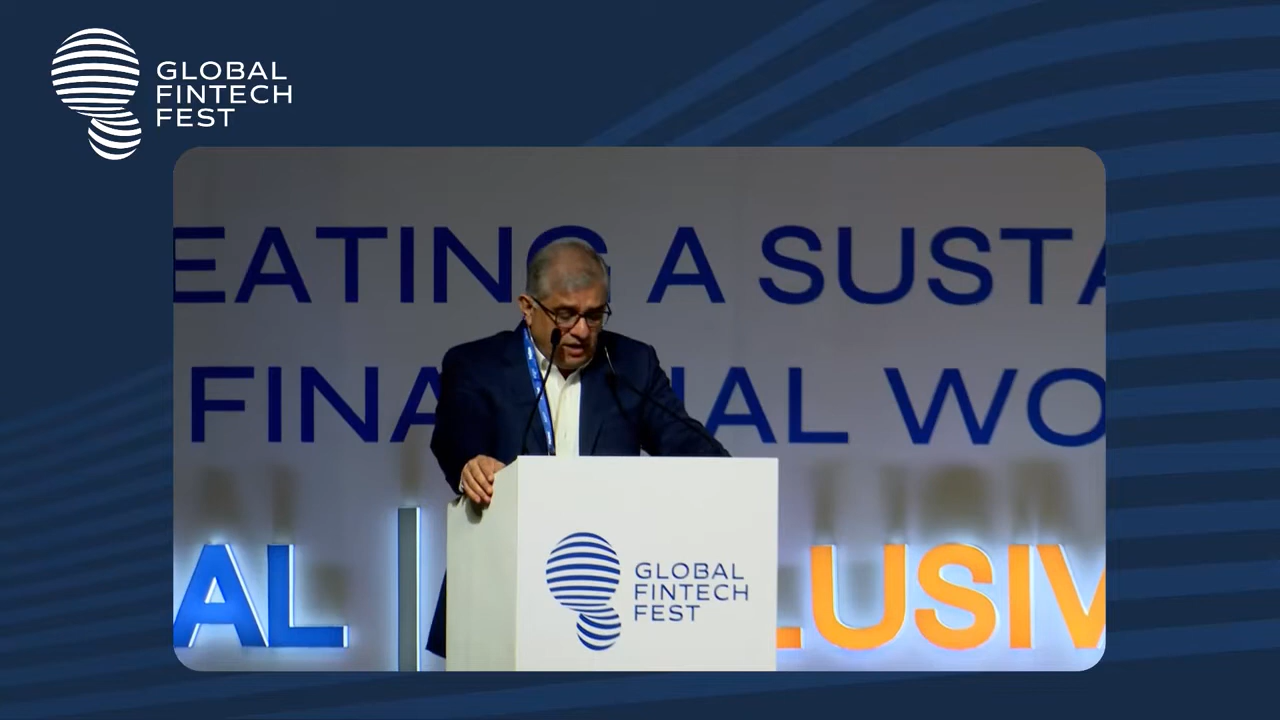 GLOBAL
FINTECH
FEST
EATING A SUSTA
FINA IAL WO
AL | LUSIV
GLOBAL
FINTECH
FEST